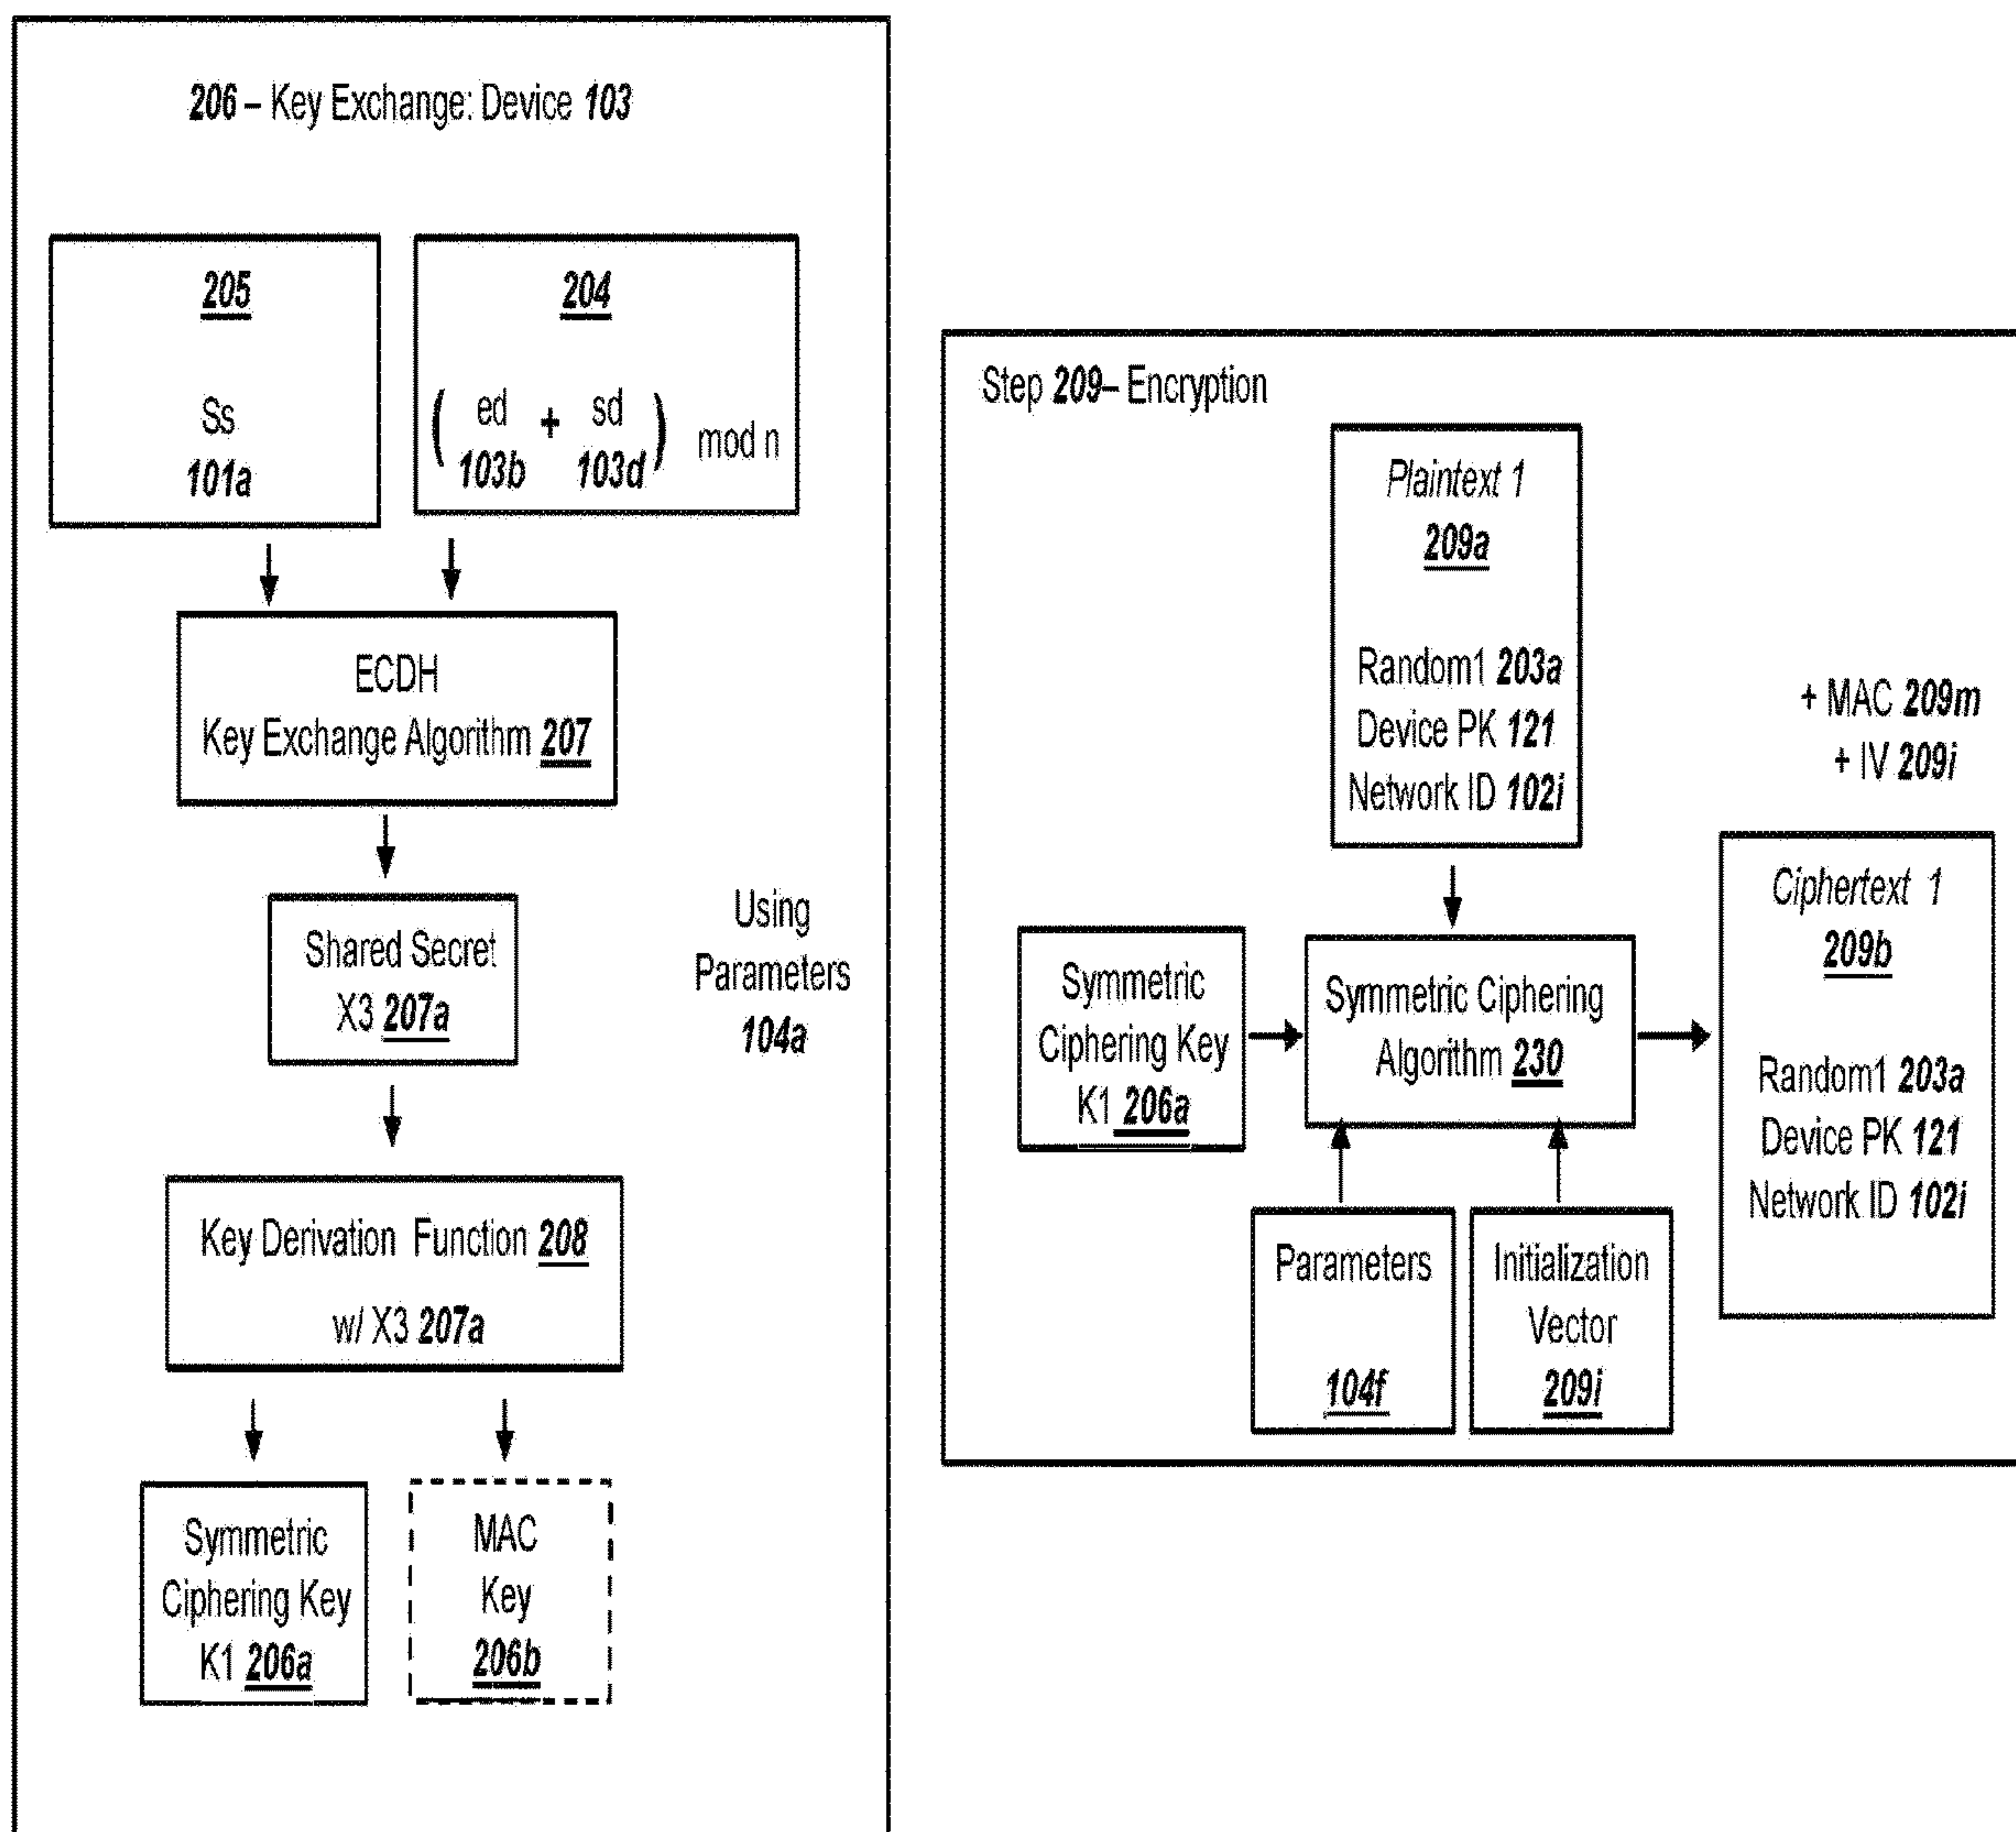 206 – Key Exchange: Device 103
205
Ss
101a
204
( ed + sd ) mod n
103b 103d
ECDH
Key Exchange Algorithm 207
Shared Secret
X3 207a
Using
Parameters
104a
Key Derivation Function 208
w/ X3 207a
Symmetric
Ciphering Key
K1 206a
MAC
Key
206b
Step 209– Encryption
Plaintext 1
209a
Random1 203a
Device PK 121
Network ID 102i
+ MAC 209m
+ IV 209i
Symmetric
Ciphering Key
K1 206a
Symmetric Ciphering
Algorithm 230
Ciphertext 1
209b
Random1 203a
Device PK 121
Network ID 102i
Parameters
104f
Initialization
Vector
209i